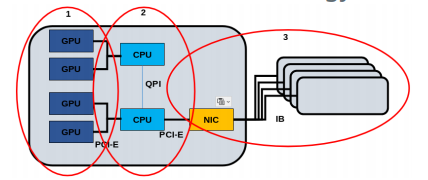 1
2
3
GPU
GPU
GPU
GPU
CPU
QPI
CPU
PCI-E
PCI-E
NIC
IB